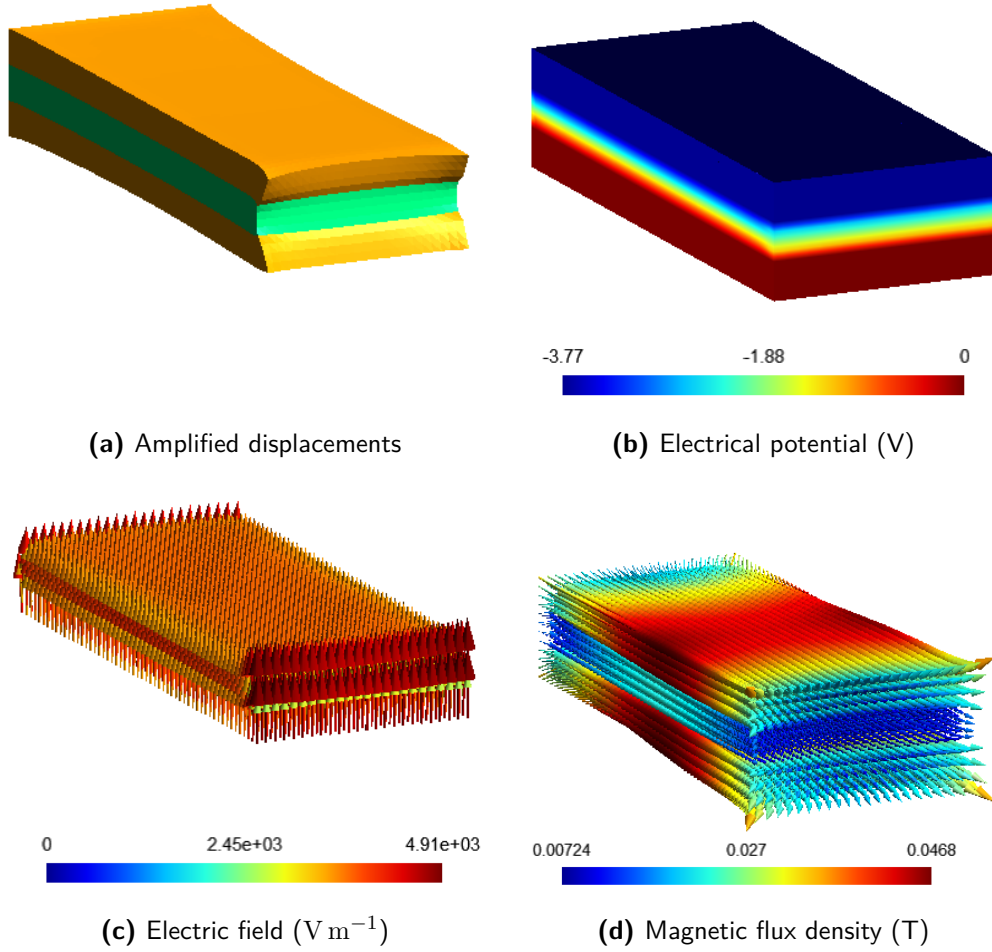 -3.77 -1.88 0
(a) Amplified displacements
(b) Electrical potential (V)
0 2.45e+03 4.91e+03
0.00724 0.027 0.0468
(c) Electric field (V m⁻¹)
(d) Magnetic flux density (T)